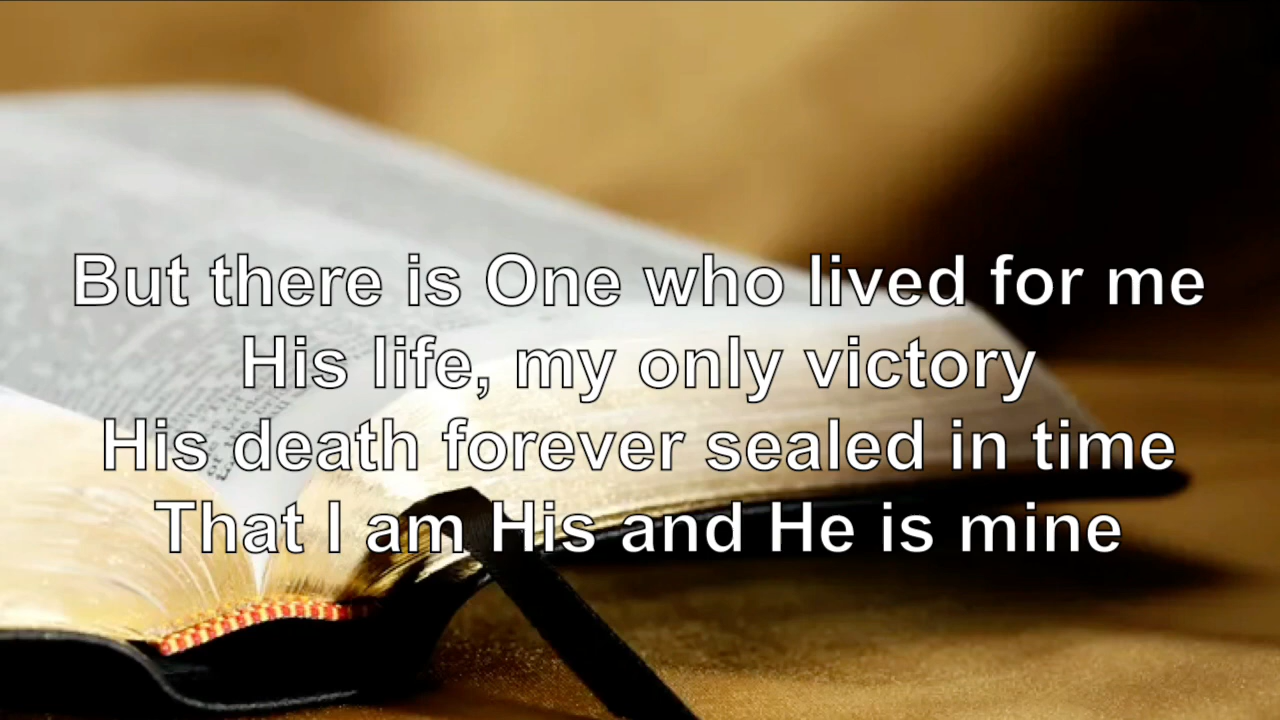 But there is One who lived for me
His life, my only victory
His death forever sealed in time
That I am His and He is mine